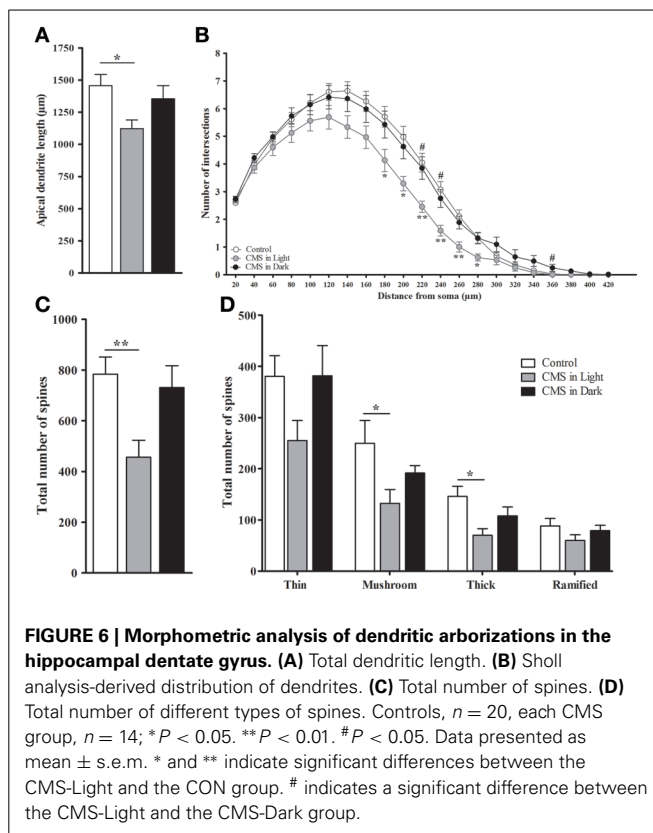 A
B
1750
1500
1250
1000
750
500
250
0
Apical dendrite length (µm)
*
8
7
6
5
4
3
2
1
0
Number of intersections
# #
* * ** ** ** * #
Control
CMS in Light
CMS in Dark
20 40 60 80 100 120 140 160 180 200 220 240 260 280 300 320 340 360 380 400 420
Distance from soma (µm)
C
D
1000
800
600
400
200
0
Total number of spines
**
500
400
300
200
100
0
Total number of spines
* *
Control
CMS in Light
CMS in Dark
Thin Mushroom Thick Ramified
FIGURE 6 | Morphometric analysis of dendritic arborizations in the
hippocampal dentate gyrus. (A) Total dendritic length. (B) Sholl
analysis-derived distribution of dendrites. (C) Total number of spines. (D)
Total number of different types of spines. Controls, n = 20, each CMS
group, n = 14; *P < 0.05. **P < 0.01. #P < 0.05. Data presented as
mean ± s.e.m. * and ** indicate significant differences between the
CMS-Light and the CON group. # indicates a significant difference between
the CMS-Light and the CMS-Dark group.